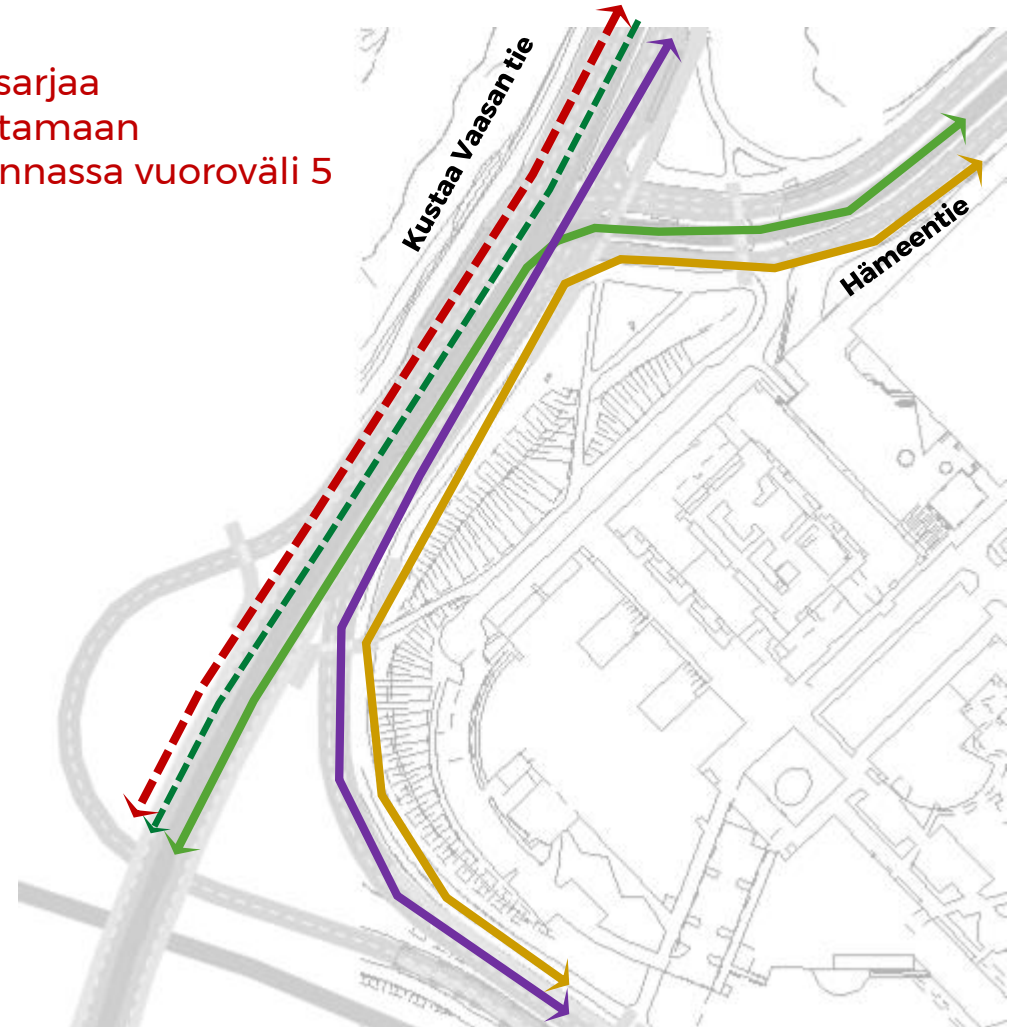 sarjaa
tamaan
nnassa vuoroväli 5
Kustaa Vaasan tie
Hämeentie